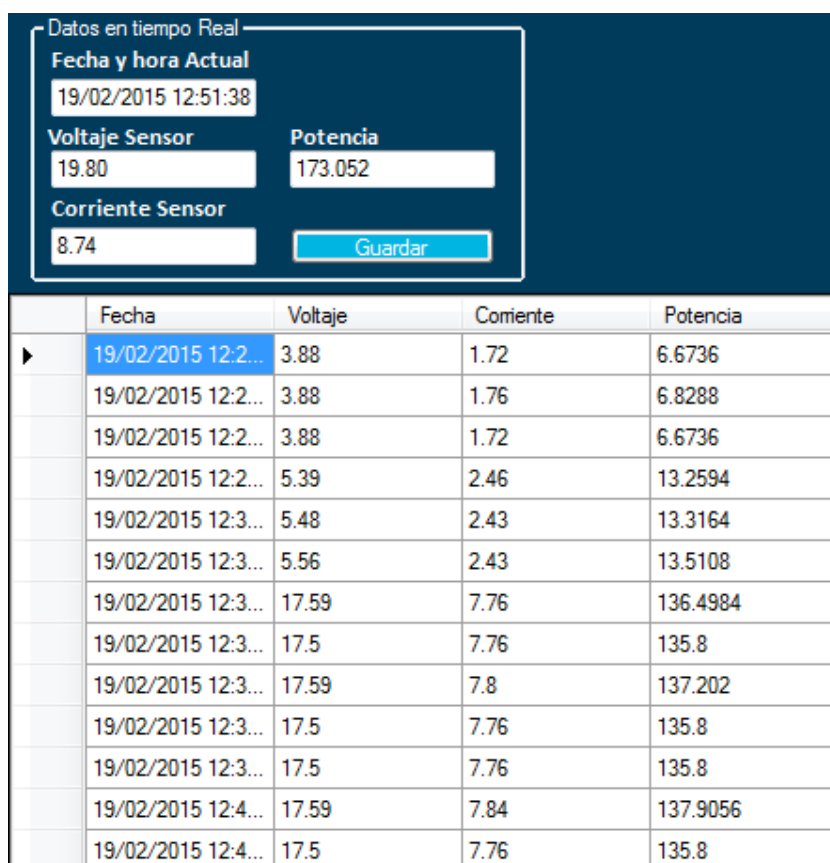 Datos en tiempo Real
Fecha y hora Actual
19/02/2015 12:51:38
Voltaje Sensor Potencia
19.80 173.052
Corriente Sensor
8.74 Guardar
Fecha Voltaje Corriente Potencia
19/02/2015 12:2... 3.88 1.72 6.6736
19/02/2015 12:2... 3.88 1.76 6.8288
19/02/2015 12:2... 3.88 1.72 6.6736
19/02/2015 12:2... 5.39 2.46 13.2594
19/02/2015 12:3... 5.48 2.43 13.3164
19/02/2015 12:3... 5.56 2.43 13.5108
19/02/2015 12:3... 17.59 7.76 136.4984
19/02/2015 12:3... 17.5 7.76 135.8
19/02/2015 12:3... 17.59 7.8 137.202
19/02/2015 12:3... 17.5 7.76 135.8
19/02/2015 12:3... 17.5 7.76 135.8
19/02/2015 12:4... 17.59 7.84 137.9056
19/02/2015 12:4... 17.5 7.76 135.8